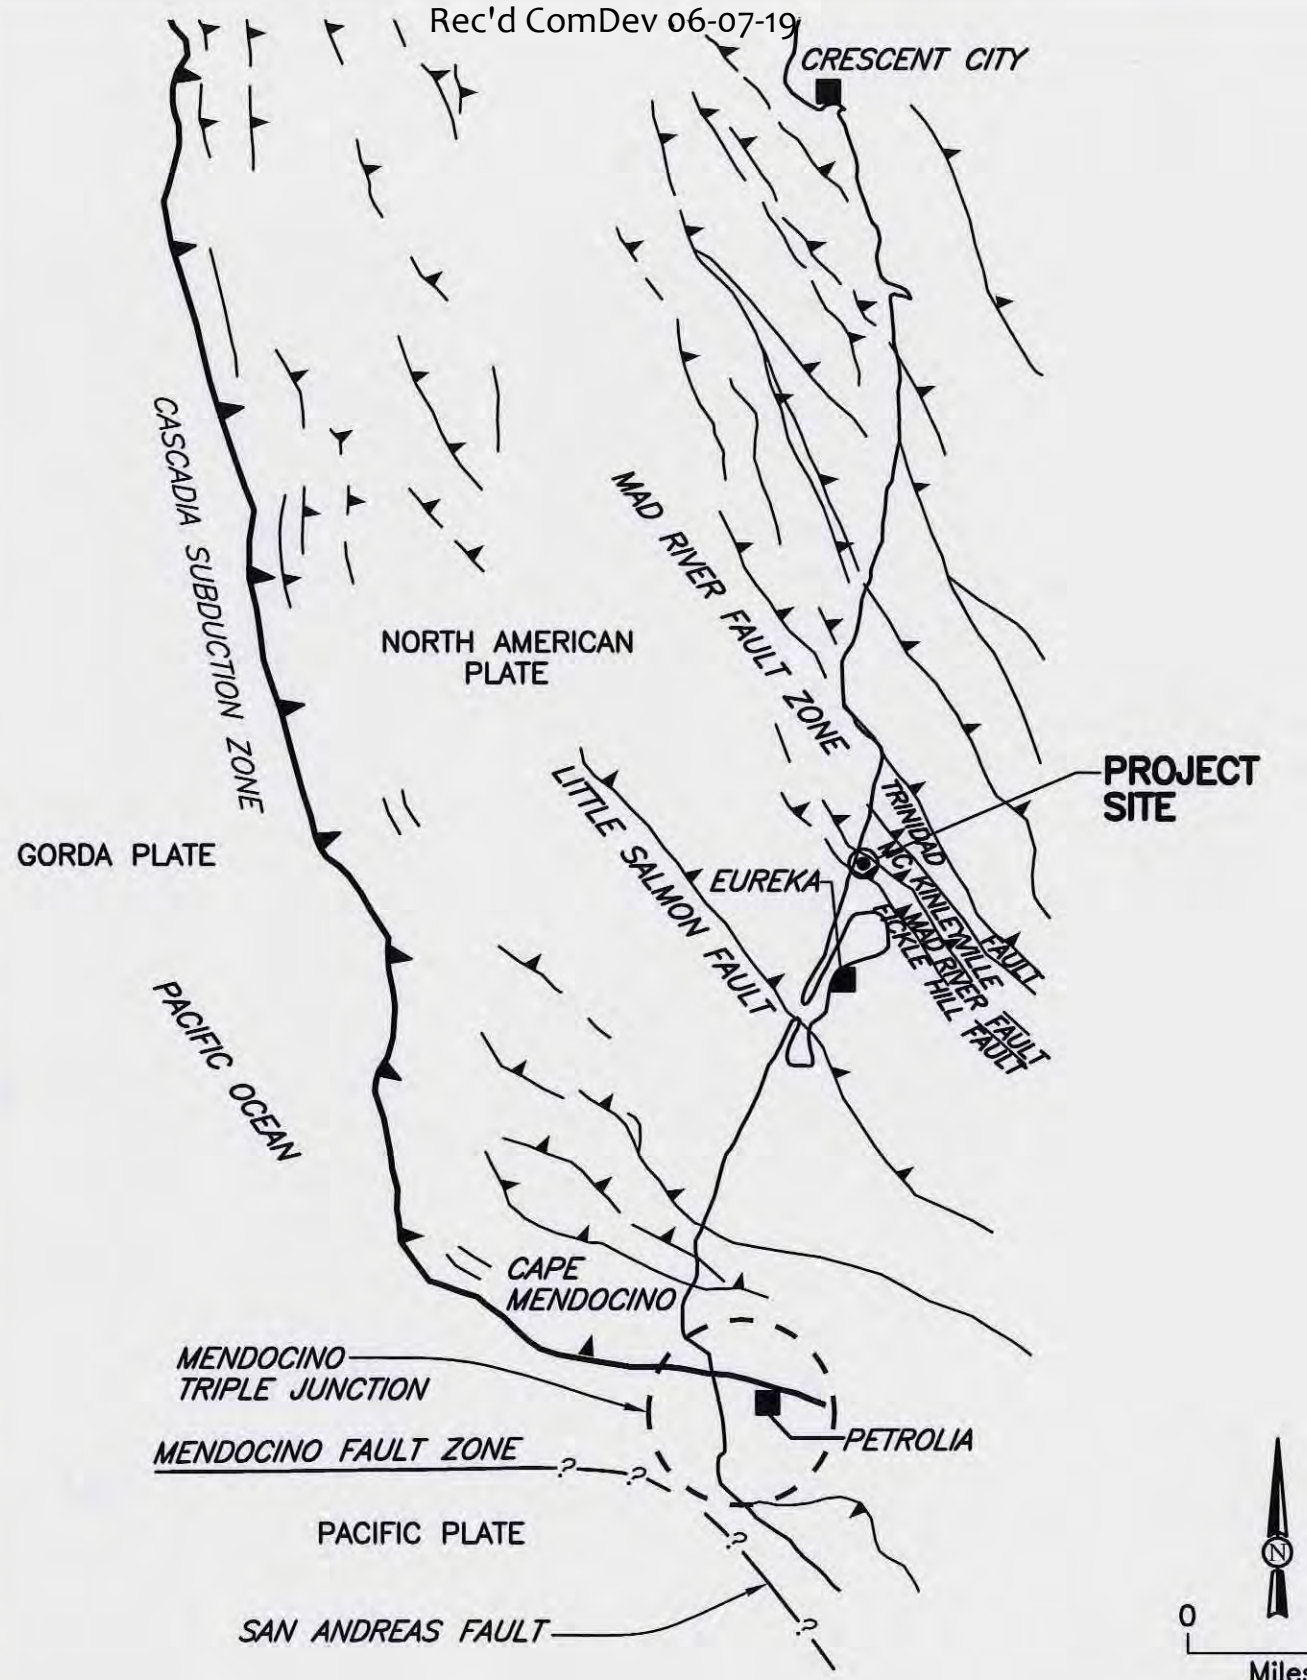 Rec'd ComDev 06-07-19
CRESCENT CITY
CASCADIA SUBDUCTION ZONE
MAD RIVER FAULT ZONE
NORTH AMERICAN
PLATE
PROJECT
SITE
LITTLE SALMON FAULT
TRINIDAD FAULT
GORDA PLATE
MC KINLEYVILLE FAULT
EUREKA
MAD RIVER FAULT
FICKLE HILL FAULT
PACIFIC OCEAN
CAPE
MENDOCINO
MENDOCINO
TRIPLE JUNCTION
PETROLIA
MENDOCINO FAULT ZONE
?
?
PACIFIC PLATE
?
SAN ANDREAS FAULT
?
N
0
Miles